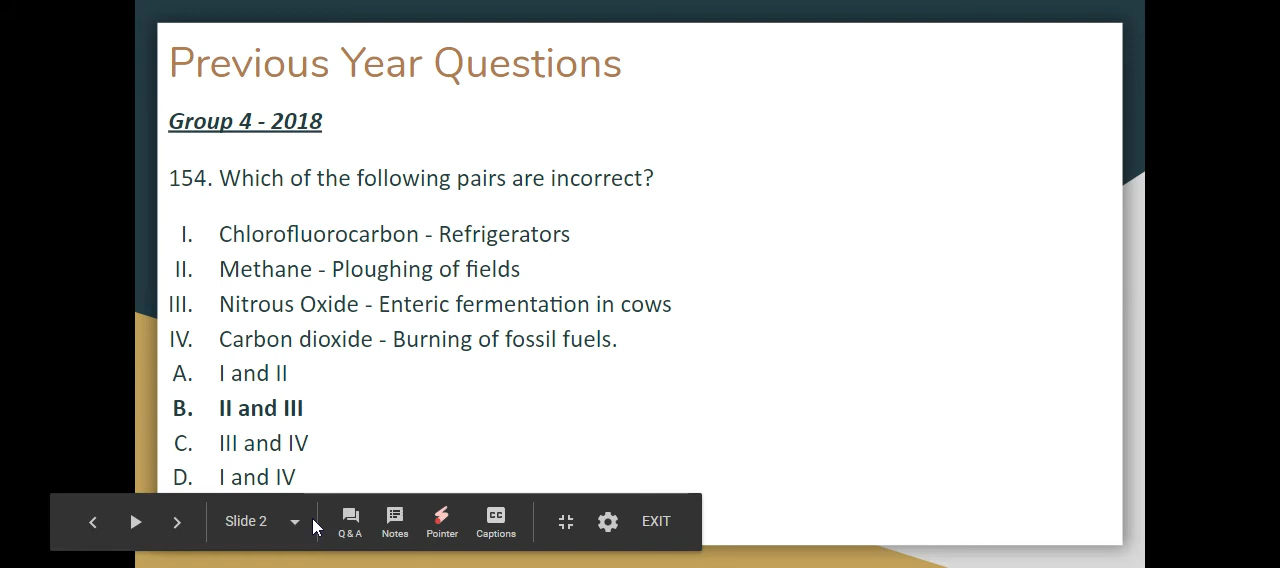 Previous Year Questions
Group 4 - 2018
154. Which of the following pairs are incorrect?
I. Chlorofluorocarbon - Refrigerators
II. Methane - Ploughing of fields
III. Nitrous Oxide - Enteric fermentation in cows
IV. Carbon dioxide - Burning of fossil fuels.
A. I and II
B. II and III
C. III and IV
D. I and IV
Slide 2 Q & A Notes Pointer CC Captions EXIT